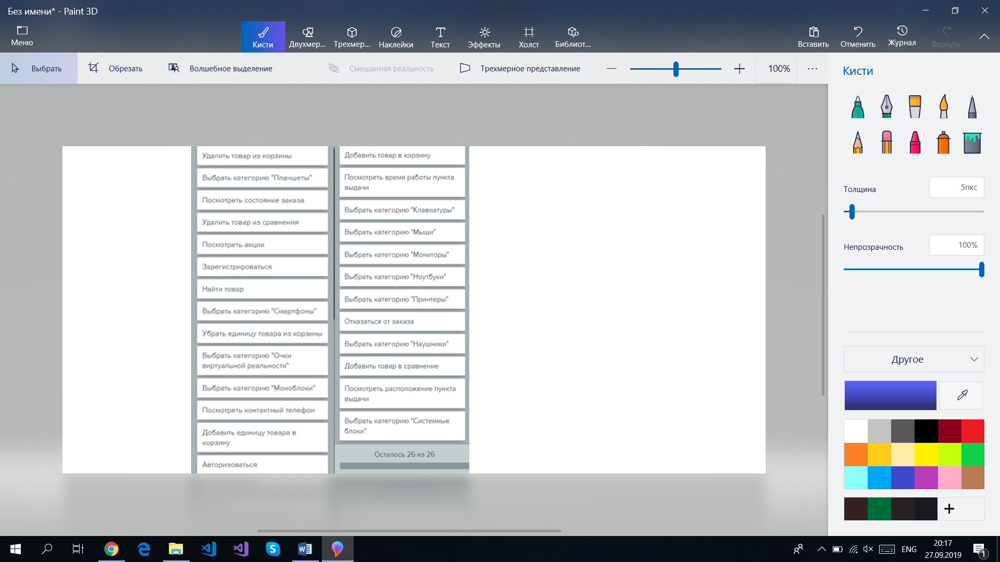 Без имени* - Paint 3D
Меню
Кисти
Двухмер...
Трехмер...
Наклейки
Текст
Эффекты
Холст
Библиот...
Вставить
Отменить
Журнал
Вернуть
Выбрать
Обрезать
Волшебное выделение
Смешанная реальность
Трехмерное представление
100%
Удалить товар из корзины
Выбрать категорию "Планшеты"
Посмотреть состояние заказа
Удалить товар из сравнения
Посмотреть акции
Зарегистрироваться
Найти товар
Выбрать категорию "Смартфоны"
Убрать единицу товара из корзины
Выбрать категорию "Очки
виртуальной реальности"
Выбрать категорию "Моноблоки"
Посмотреть контактный телефон
Добавить единицу товара в
корзину
Авторизоваться
Добавить товар в корзину
Посмотреть время работы пункта
выдачи
Выбрать категорию "Клавиатуры"
Выбрать категорию "Мыши"
Выбрать категорию "Мониторы"
Выбрать категорию "Ноутбуки"
Выбрать категорию "Принтеры"
Отказаться от заказа
Выбрать категорию "Наушники"
Добавить товар в сравнение
Посмотреть расположение пункта
выдачи
Выбрать категорию "Системные
блоки"
Осталось 26 из 26
Кисти
Толщина
5пкс
Непрозрачность
100%
Другое
ENG
20:17
27.09.2019
1